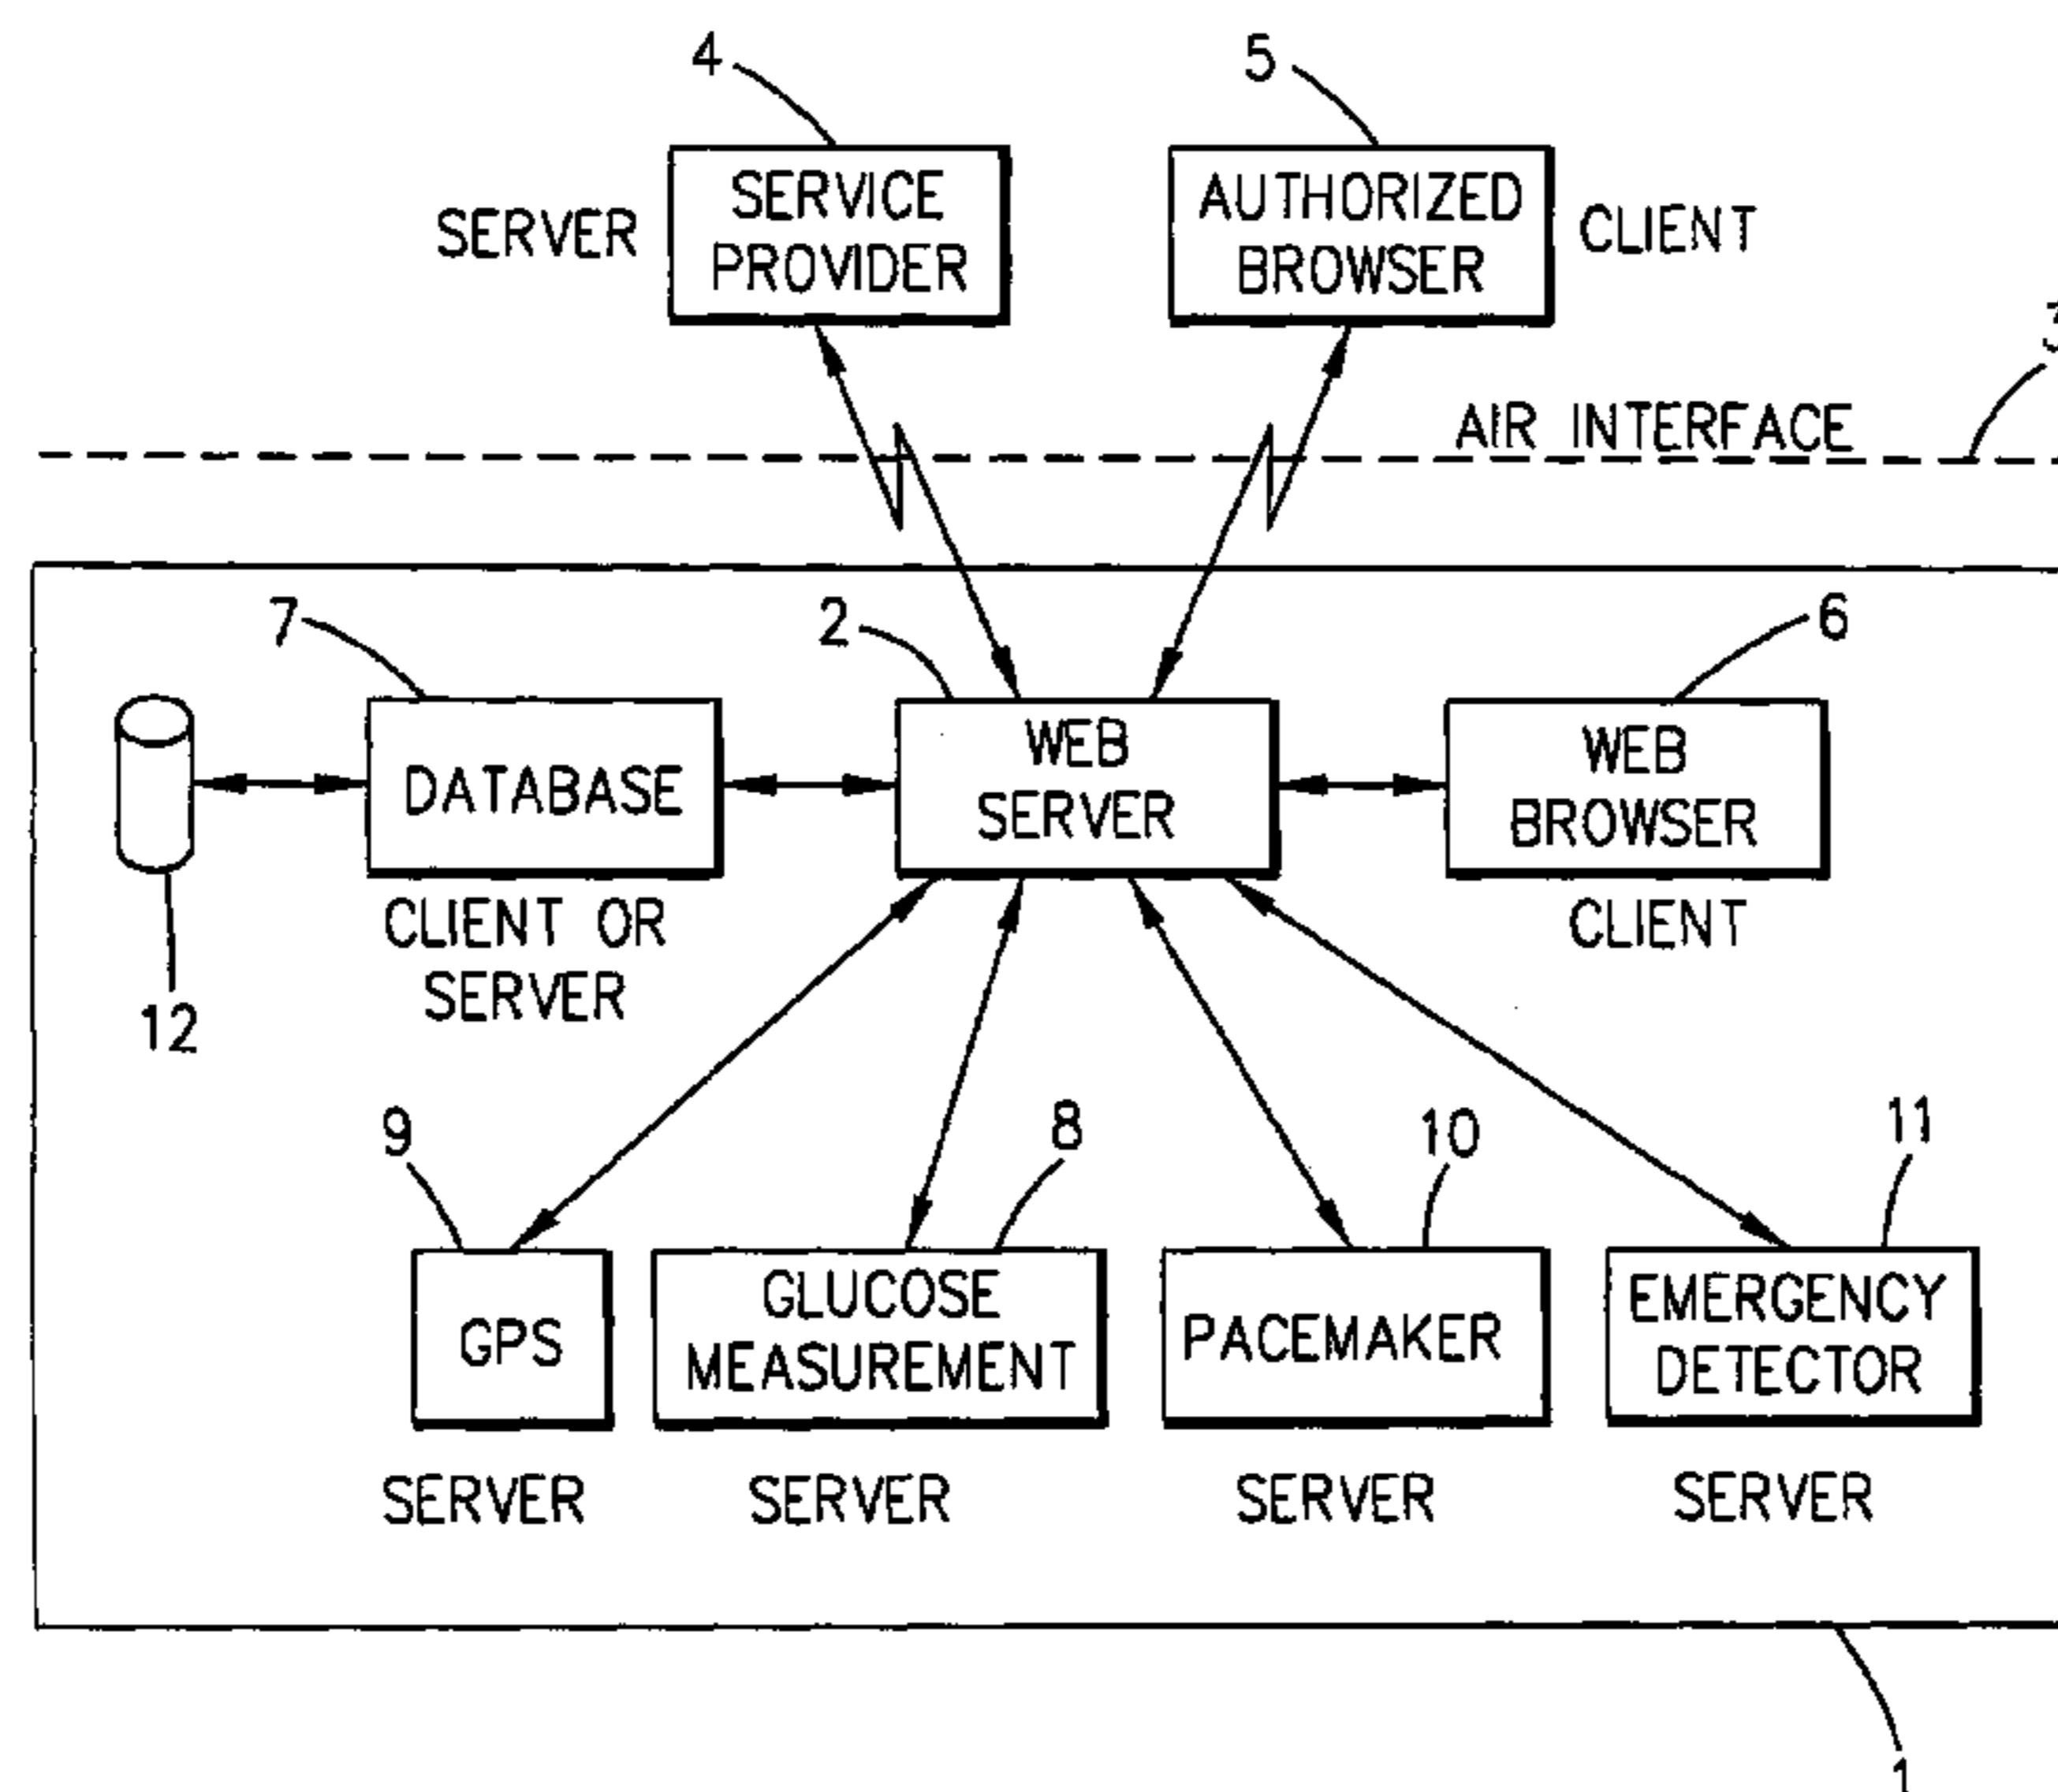 4
5
SERVICE
PROVIDER
SERVER
AUTHORIZED
BROWSER
CLIENT
3
AIR INTERFACE
7
2
6
DATABASE
CLIENT OR
SERVER
WEB
SERVER
WEB
BROWSER
CLIENT
12
9
8
10
11
GPS
SERVER
GLUCOSE
MEASUREMENT
SERVER
PACEMAKER
SERVER
EMERGENCY
DETECTOR
SERVER
1